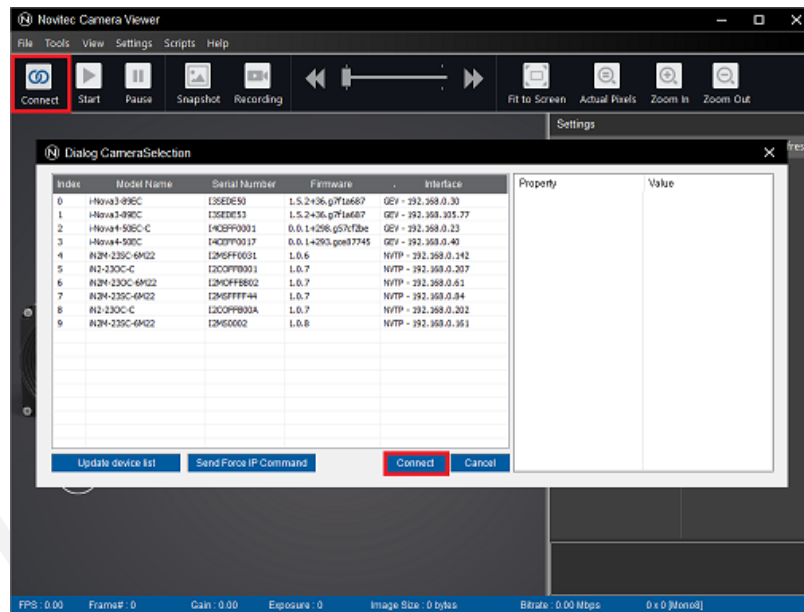 Novitec Camera Viewer
File Tools View Settings Scripts Help
Connect Start Pause Snapshot Recording Fit to Screen Actual Pixels Zoom In Zoom Out
Settings
Dialog CameraSelection
Index Model Name Serial Number Firmware . Interface Property Value
0 i-Nova3-89EC I3SEDE50 1.5.2+36.g7f1a687 GEV - 192.168.0.30
1 i-Nova3-89EC I3SEDE53 1.5.2+36.g7f1a687 GEV - 192.168.105.77
2 i-Nova4-50EC-C I4CEFF0001 0.0.1+298.g57cf2be GEV - 192.168.0.23
3 i-Nova4-50EC I4CEFF0017 0.0.1+293.gce87745 GEV - 192.168.0.40
4 iN2M-23SC-6M22 I2MSFF0031 1.0.6 NVTP - 192.168.0.142
5 iN2-230C-C I2COFFB001 1.0.7 NVTP - 192.168.0.207
6 iN2M-230C-6M22 I2MOFFBB02 1.0.7 NVTP - 192.168.0.61
7 iN2M-23SC-6M22 I2MSFFFF44 1.0.7 NVTP - 192.168.0.84
8 iN2-230C-C I2COFFB00A 1.0.7 NVTP - 192.168.0.202
9 iN2M-23SC-6M22 I2MS0002 1.0.8 NVTP - 192.168.0.161
Update device list Send Force IP Command Connect Cancel
FPS : 0.00 Frame# : 0 Gain : 0.00 Exposure : 0 Image Size : 0 bytes Bitrate : 0.00 Mbps 0 x 0 [Mono8]